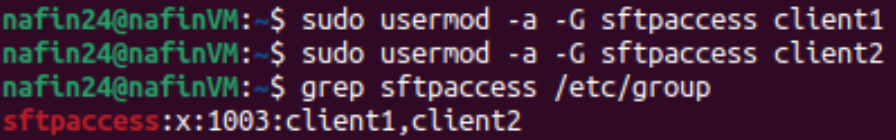 nafin24@nafinVM:~$ sudo usermod -a -G sftpaccess client1
nafin24@nafinVM:~$ sudo usermod -a -G sftpaccess client2
nafin24@nafinVM:~$ grep sftpaccess /etc/group
sftpaccess:x:1003:client1,client2